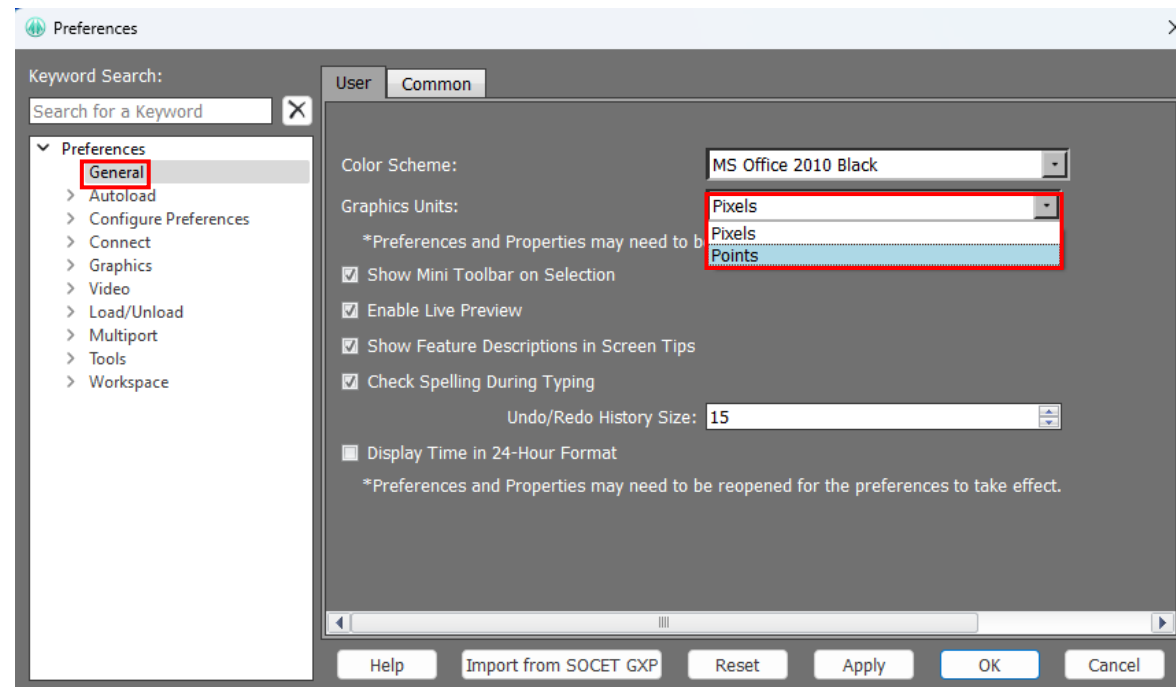 Preferences
Keyword Search:
Search for a Keyword
Preferences
General
Autoload
Configure Preferences
Connect
Graphics
Video
Load/Unload
Multiport
Tools
Workspace
User Common
Color Scheme: MS Office 2010 Black
Graphics Units: Pixels
Pixels
Points
*Preferences and Properties may need to b
Show Mini Toolbar on Selection
Enable Live Preview
Show Feature Descriptions in Screen Tips
Check Spelling During Typing
Undo/Redo History Size: 15
Display Time in 24-Hour Format
*Preferences and Properties may need to be reopened for the preferences to take effect.
Help Import from SOCET GXP Reset Apply OK Cancel